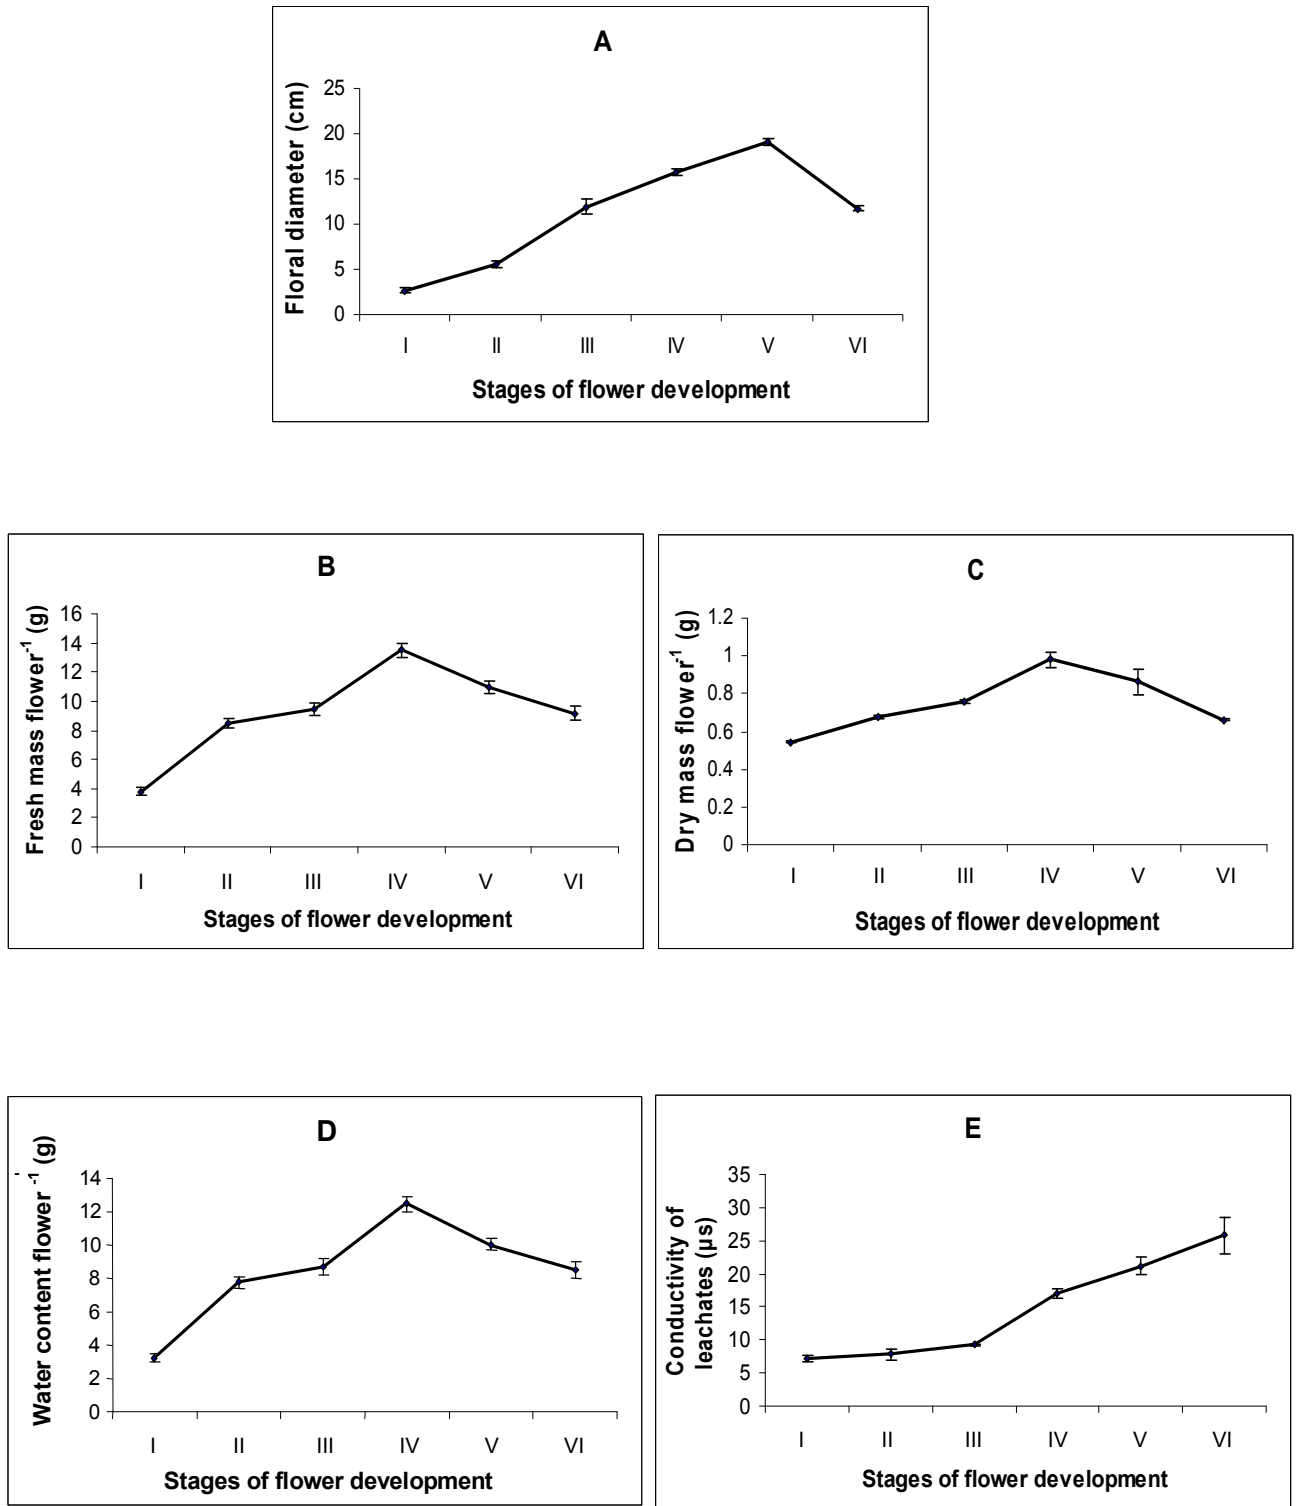 A
Floral diameter (cm)
25
20
15
10
5
0
I II III IV V VI
Stages of flower development
B
Fresh mass flower-1 (g)
16
14
12
10
8
6
4
2
0
I II III IV V VI
Stages of flower development
C
Dry mass flower-1 (g)
1.2
1
0.8
0.6
0.4
0.2
0
I II III IV V VI
Stages of flower development
D
Water content flower -1 (g)
14
12
10
8
6
4
2
0
I II III IV V VI
Stages of flower development
E
Conductivity of
leachates (µs)
35
30
25
20
15
10
5
0
I II III IV V VI
Stages of flower development